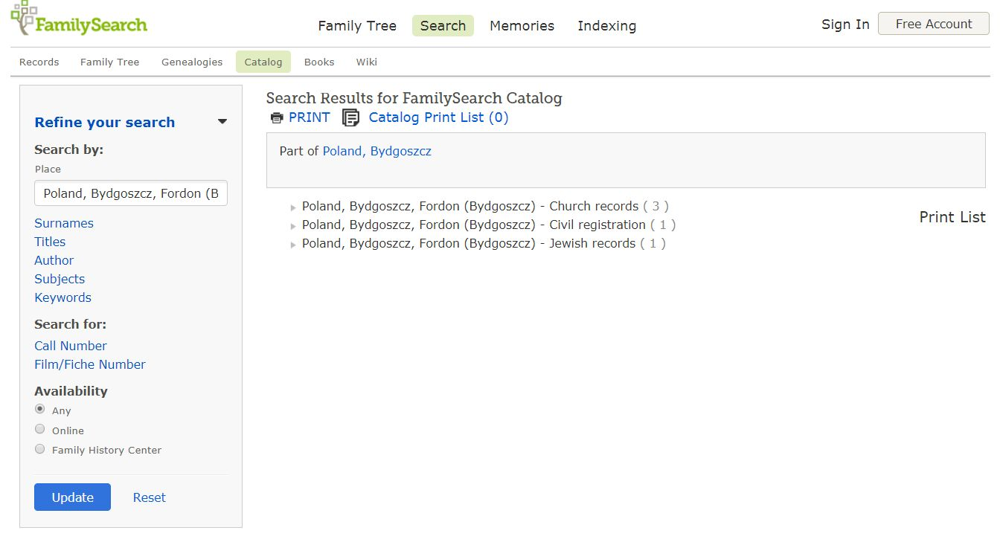 FamilySearch
Family Tree Search Memories Indexing
Sign In Free Account
Records Family Tree Genealogies Catalog Books Wiki
Refine your search
Search by:
Place
Poland, Bydgoszcz, Fordon (B
Surnames
Titles
Author
Subjects
Keywords
Search for:
Call Number
Film/Fiche Number
Availability
Any
Online
Family History Center
Update Reset
Search Results for FamilySearch Catalog
PRINT Catalog Print List (0)
Part of Poland, Bydgoszcz
Poland, Bydgoszcz, Fordon (Bydgoszcz) - Church records ( 3 )
Poland, Bydgoszcz, Fordon (Bydgoszcz) - Civil registration ( 1 )
Poland, Bydgoszcz, Fordon (Bydgoszcz) - Jewish records ( 1 )
Print List